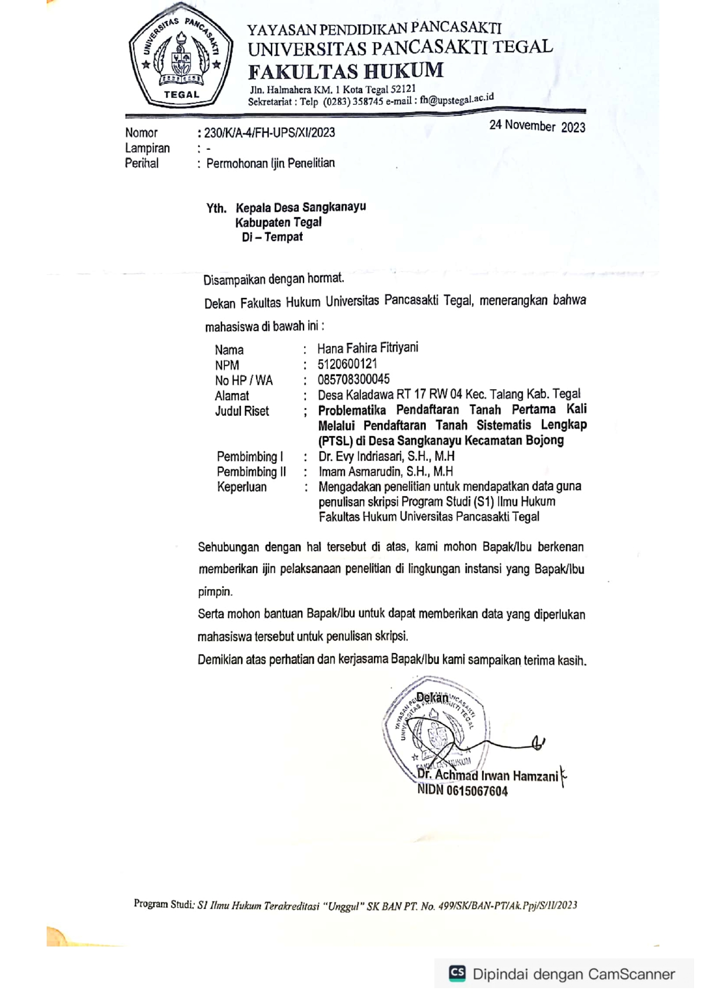 UNIVERSITAS PANCASAKTI
TEGAL
YAYASAN PENDIDIKAN PANCASAKTI
UNIVERSITAS PANCASAKTI TEGAL
FAKULTAS HUKUM
Jln. Halmahera KM. 1 Kota Tegal 52121
Sekretariat : Telp (0283) 358745 e-mail : fh@upstegal.ac.id
24 November 2023
Nomor : 230/K/A-4/FH-UPS/XI/2023
Lampiran : -
Perihal : Permohonan Ijin Penelitian
Yth. Kepala Desa Sangkanayu
Kabupaten Tegal
Di – Tempat
Disampaikan dengan hormat.
Dekan Fakultas Hukum Universitas Pancasakti Tegal, menerangkan bahwa
mahasiswa di bawah ini :
Nama : Hana Fahira Fitriyani
NPM : 5120600121
No HP / WA : 085708300045
Alamat : Desa Kaladawa RT 17 RW 04 Kec. Talang Kab. Tegal
Judul Riset ; Problematika Pendaftaran Tanah Pertama Kali
Melalui Pendaftaran Tanah Sistematis Lengkap
(PTSL) di Desa Sangkanayu Kecamatan Bojong
Pembimbing I : Dr. Evy Indriasari, S.H., M.H
Pembimbing II : Imam Asmarudin, S.H., M.H
Keperluan : Mengadakan penelitian untuk mendapatkan data guna
penulisan skripsi Program Studi (S1) Ilmu Hukum
Fakultas Hukum Universitas Pancasakti Tegal
Sehubungan dengan hal tersebut di atas, kami mohon Bapak/Ibu berkenan
memberikan ijin pelaksanaan penelitian di lingkungan instansi yang Bapak/Ibu
pimpin.
Serta mohon bantuan Bapak/Ibu untuk dapat memberikan data yang diperlukan
mahasiswa tersebut untuk penulisan skripsi.
Demikian atas perhatian dan kerjasama Bapak/Ibu kami sampaikan terima kasih.
Dekan
UNIVERSITAS PANCASAKTI TEGAL
FAKULTAS HUKUM
Dr. Achmad Irwan Hamzani
NIDN 0615067604
Program Studi: S1 Ilmu Hukum Terakreditasi "Unggul" SK BAN PT. No. 499/SK/BAN-PT/Ak.Ppj/S/II/2023
CS Dipindai dengan CamScanner